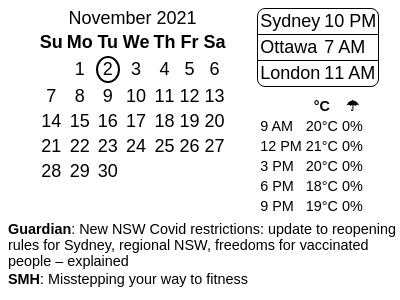 November 2021
Su Mo Tu We Th Fr Sa
1 2 3 4 5 6
7 8 9 10 11 12 13
14 15 16 17 18 19 20
21 22 23 24 25 26 27
28 29 30
Sydney 10 PM
Ottawa 7 AM
London 11 AM
°C ☂
9 AM 20°C 0%
12 PM 21°C 0%
3 PM 20°C 0%
6 PM 18°C 0%
9 PM 19°C 0%
Guardian: New NSW Covid restrictions: update to reopening
rules for Sydney, regional NSW, freedoms for vaccinated
people – explained
SMH: Misstepping your way to fitness